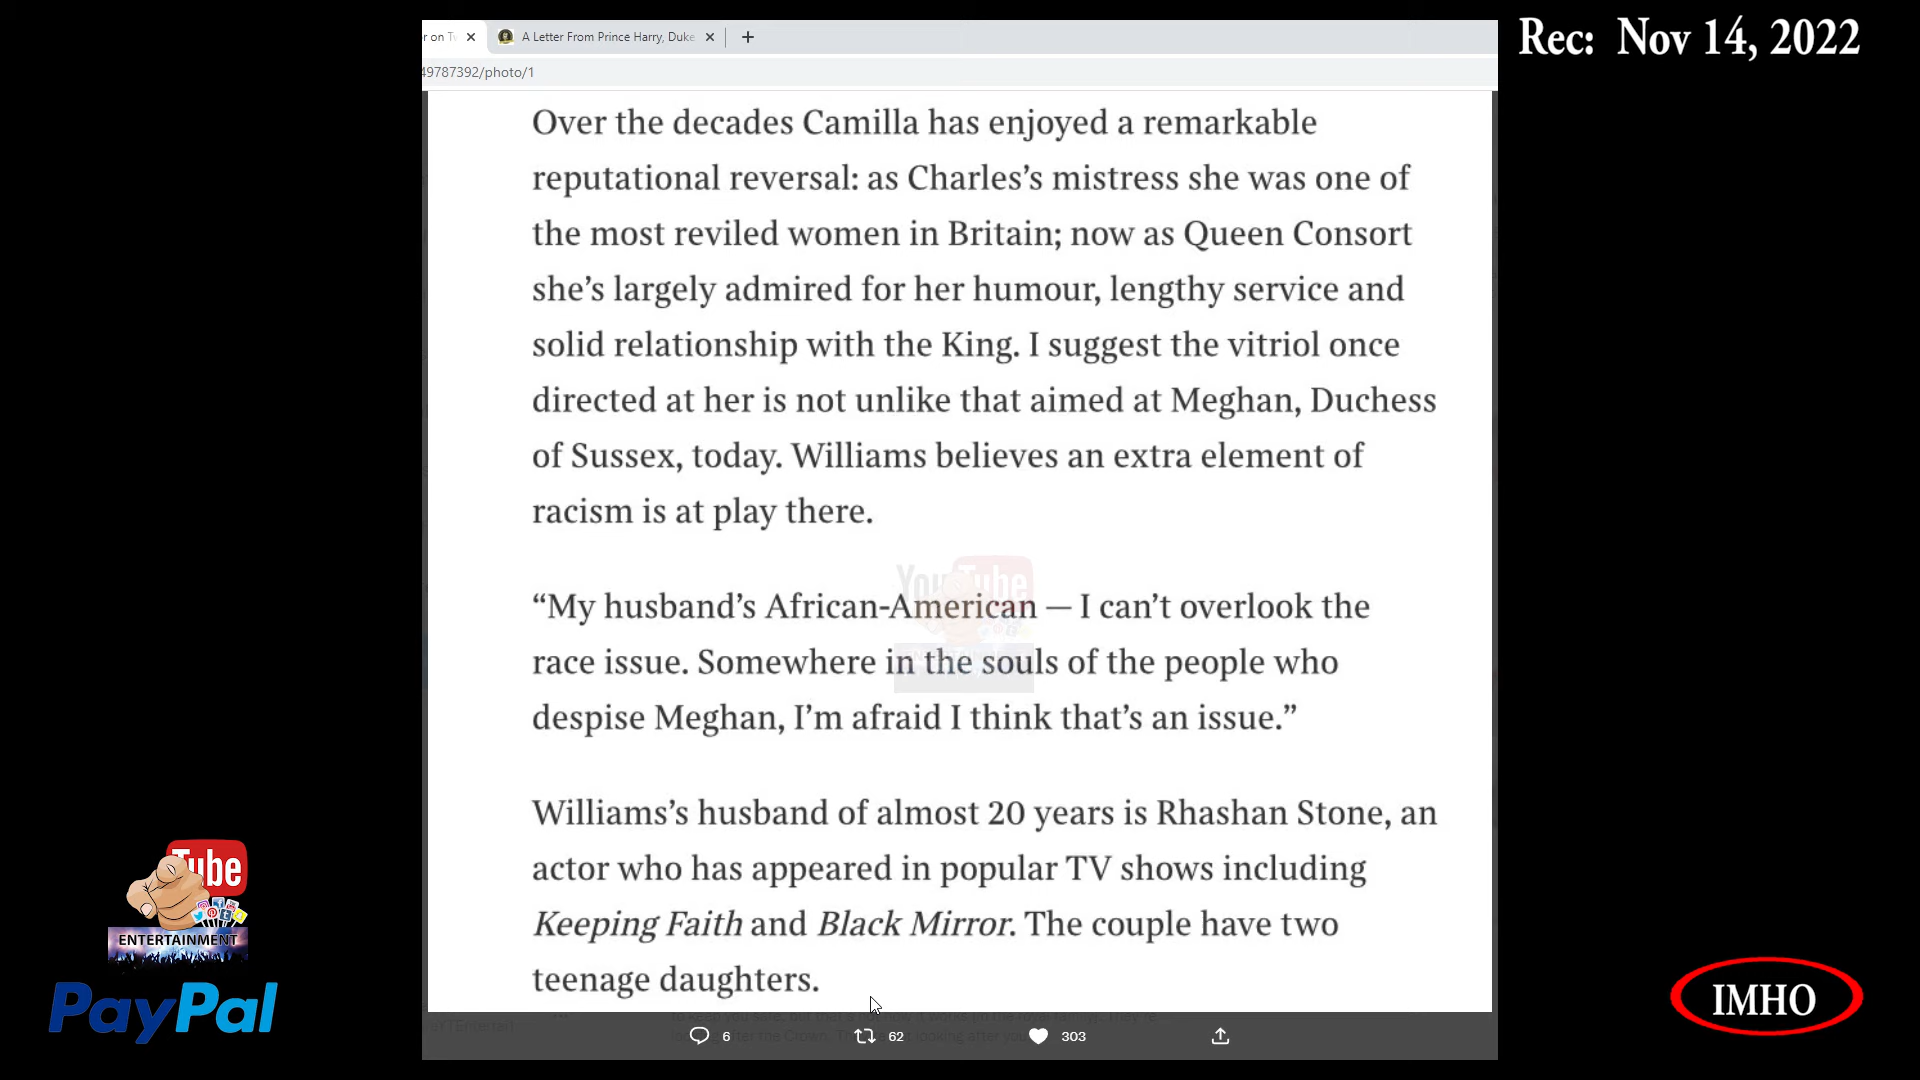 Rec: Nov 14, 2022
A Letter From Prince Harry, Duke
49787392/photo/1
Over the decades Camilla has enjoyed a remarkable
reputational reversal: as Charles’s mistress she was one of
the most reviled women in Britain; now as Queen Consort
she’s largely admired for her humour, lengthy service and
solid relationship with the King. I suggest the vitriol once
directed at her is not unlike that aimed at Meghan, Duchess
of Sussex, today. Williams believes an extra element of
racism is at play there.
“My husband’s African-American — I can’t overlook the
race issue. Somewhere in the souls of the people who
despise Meghan, I’m afraid I think that’s an issue.”
Williams’s husband of almost 20 years is Rhashan Stone, an
actor who has appeared in popular TV shows including
Keeping Faith and Black Mirror. The couple have two
teenage daughters.
6 62 303
YouTube
Tube
ENTERTAINMENT
PayPal
IMHO